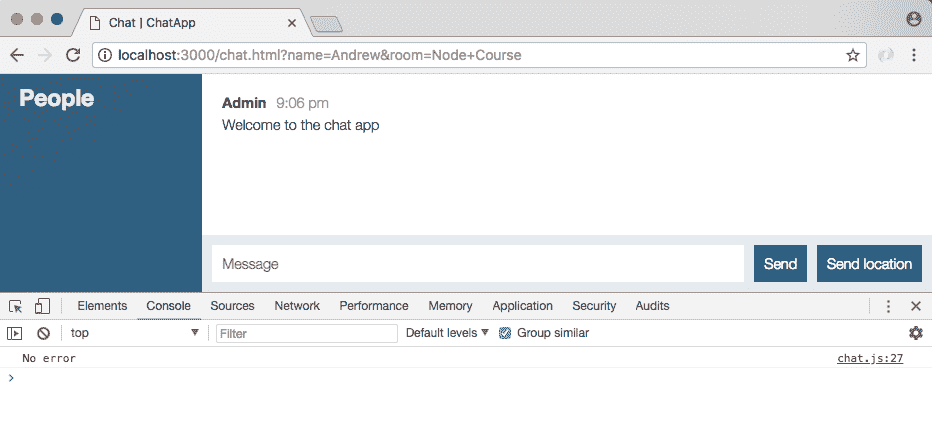 Chat | ChatApp
localhost:3000/chat.html?name=Andrew&room=Node+Course
People
Admin 9:06 pm
Welcome to the chat app
Message Send Send location
Elements Console Sources Network Performance Memory Application Security Audits
top Filter Default levels Group similar
No error chat.js:27